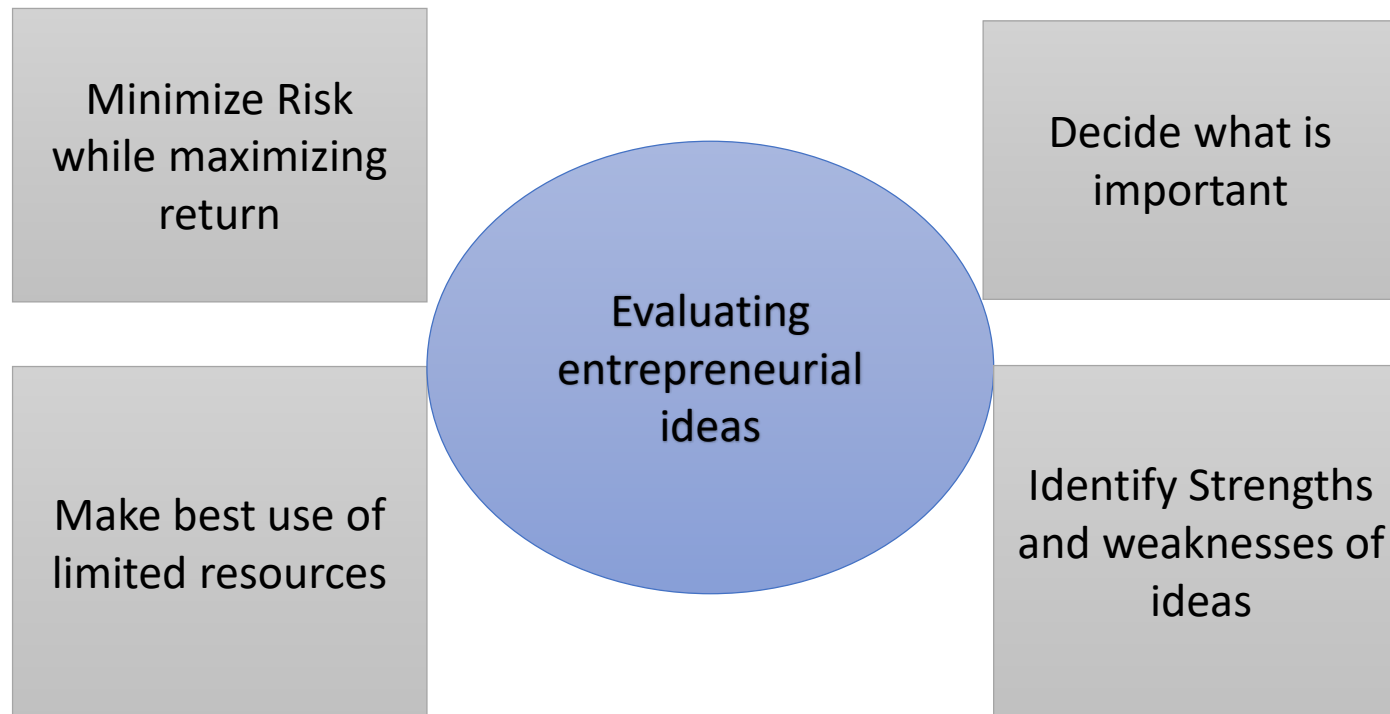 Minimize Risk
while maximizing
return
Decide what is
important
Evaluating
entrepreneurial
ideas
Make best use of
limited resources
Identify Strengths
and weaknesses of
ideas